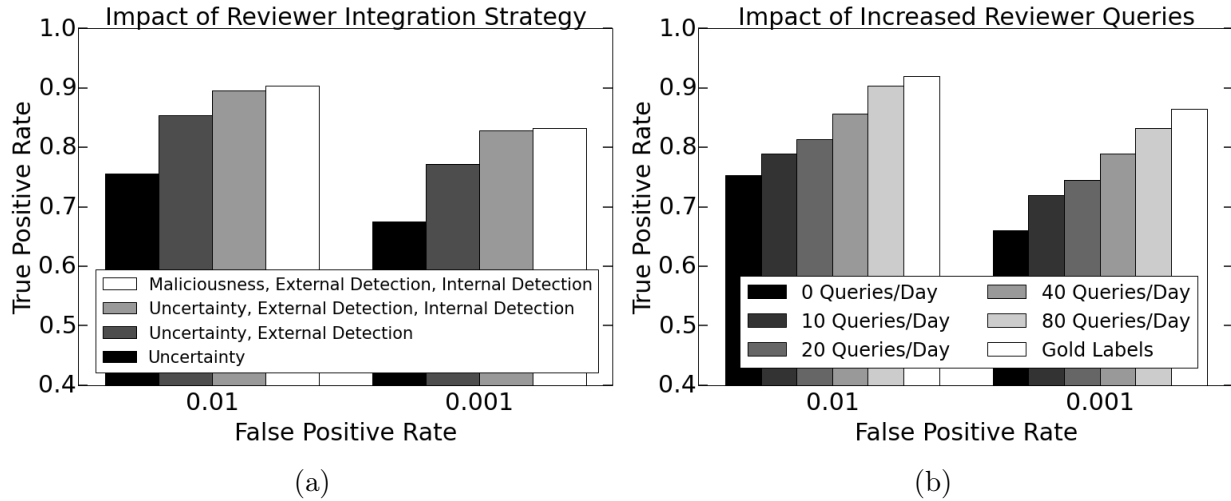 Impact of Reviewer Integration Strategy
1.0
0.9
0.8
0.7
0.6
0.5
0.4
True Positive Rate
Maliciousness, External Detection, Internal Detection
Uncertainty, External Detection, Internal Detection
Uncertainty, External Detection
Uncertainty
0.01
0.001
False Positive Rate
(a)
Impact of Increased Reviewer Queries
1.0
0.9
0.8
0.7
0.6
0.5
0.4
True Positive Rate
0 Queries/Day
10 Queries/Day
20 Queries/Day
40 Queries/Day
80 Queries/Day
Gold Labels
0.01
0.001
False Positive Rate
(b)